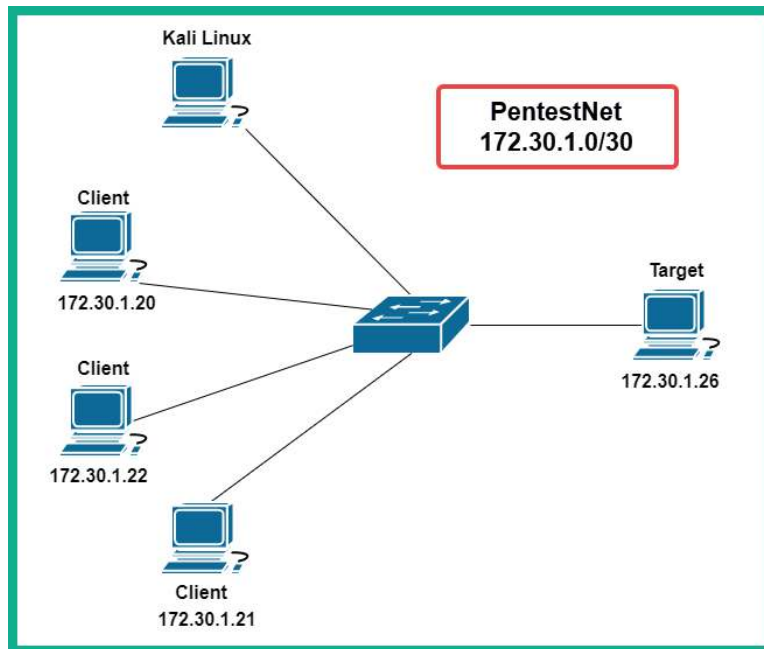 Kali Linux
PentestNet
172.30.1.0/30
Client
172.30.1.20
Target
172.30.1.26
Client
172.30.1.22
Client
172.30.1.21